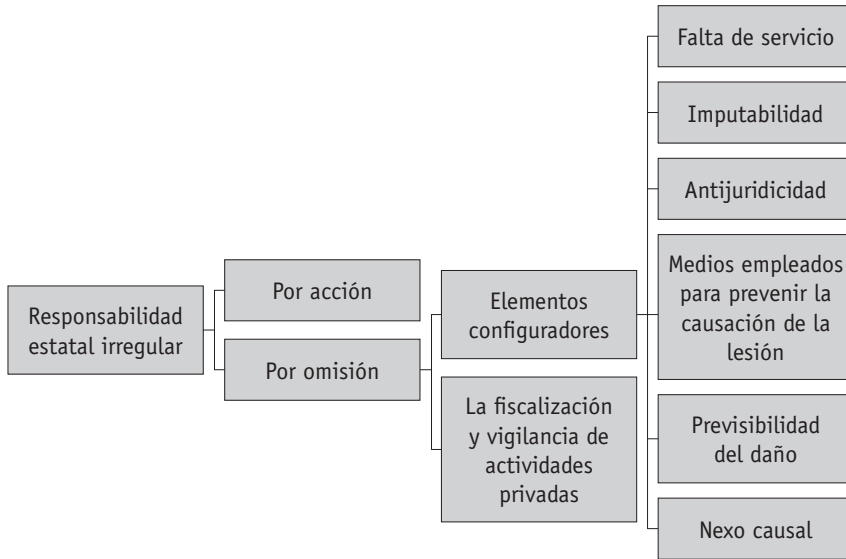 Responsabilidad
estatal irregular
Por acción
Por omisión
Elementos
configuradores
La fiscalización
y vigilancia de
actividades
privadas
Falta de servicio
Imputabilidad
Antijuridicidad
Medios empleados
para prevenir la
causación de la
lesión
Previsibilidad
del daño
Nexo causal